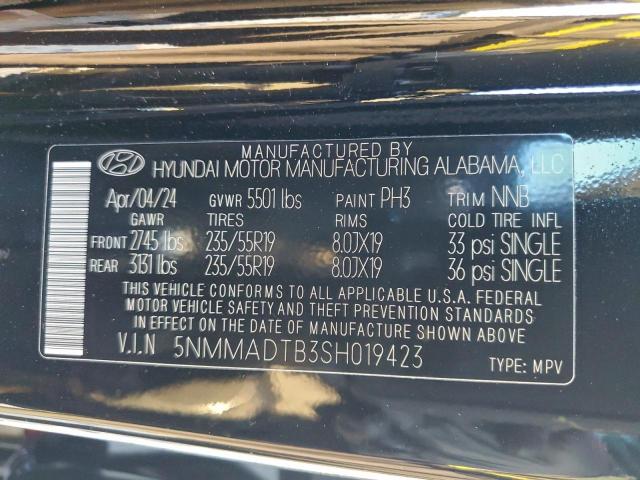 MANUFACTURED BY
HYUNDAI MOTOR MANUFACTURING ALABAMA, LLC
Apr/04/24 GVWR 5501 lbs PAINT PH3 TRIM NNB
GAWR TIRES RIMS COLD TIRE INFL
FRONT 2745 lbs 235/55R19 8.0JX19 33 psi SINGLE
REAR 3131 lbs 235/55R19 8.0JX19 36 psi SINGLE
THIS VEHICLE CONFORMS TO ALL APPLICABLE U.S.A. FEDERAL
MOTOR VEHICLE SAFETY AND THEFT PREVENTION STANDARDS
IN EFFECT ON THE DATE OF MANUFACTURE SHOWN ABOVE
V.I.N 5NMMADTB3SH019423
TYPE: MPV